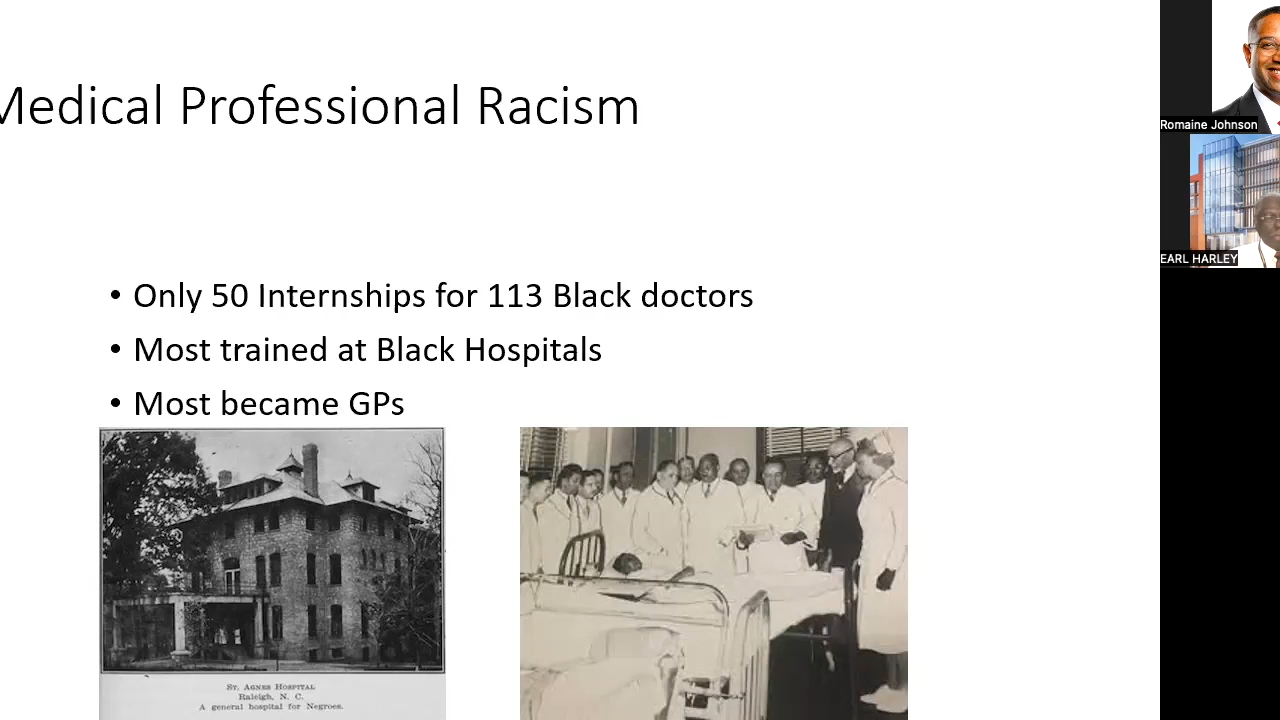 Medical Professional Racism
Romaine Johnson
EARL HARLEY
• Only 50 Internships for 113 Black doctors
• Most trained at Black Hospitals
• Most became GPs
St. Agnes Hospital
Raleigh, N. C.
A general hospital for Negroes.